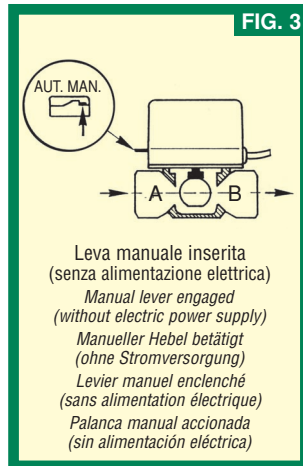 FIG. 3
AUT. MAN.
A B
Leva manuale inserita
(senza alimentazione elettrica)
Manual lever engaged
(without electric power supply)
Manueller Hebel betätigt
(ohne Stromversorgung)
Levier manuel enclenché
(sans alimentation électrique)
Palanca manual accionada
(sin alimentación eléctrica)